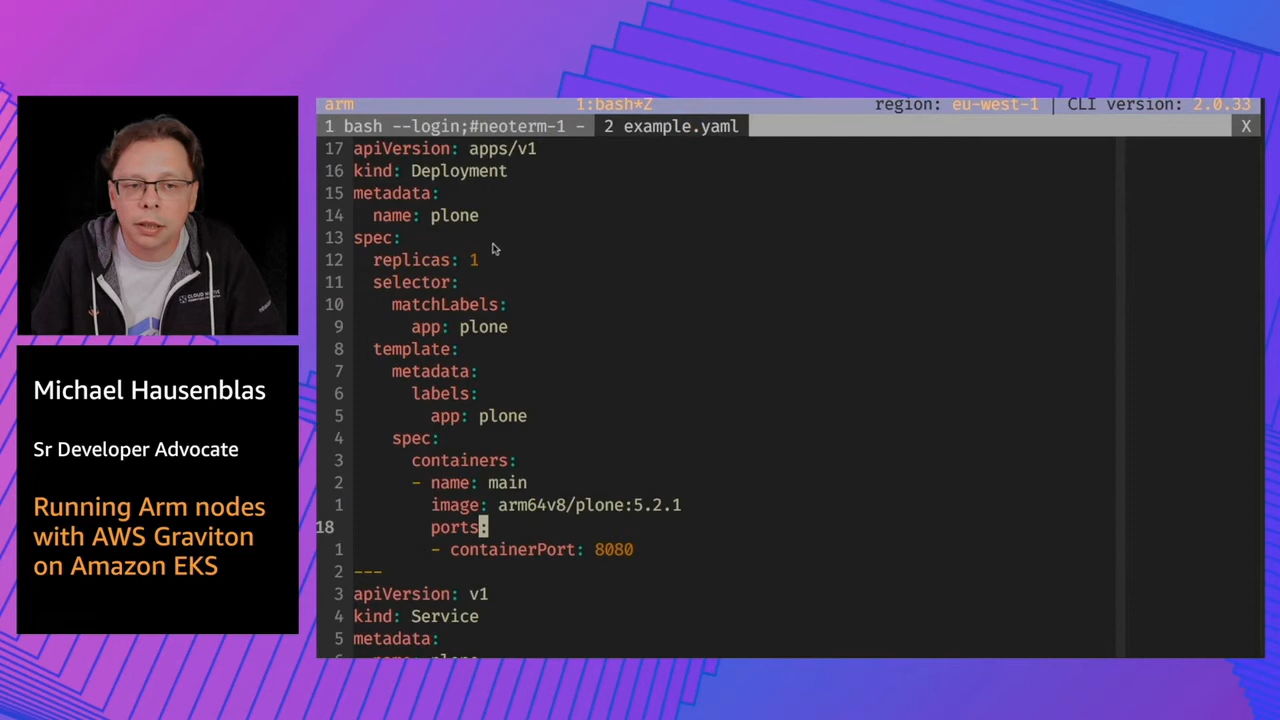 arm 1:bash*Z region: eu-west-1 | CLI version: 2.0.33
1 bash --login;#neoterm-1 - 2 example.yaml X
17 apiVersion: apps/v1
16 kind: Deployment
15 metadata:
14 name: plone
13 spec:
12 replicas: 1
11 selector:
10 matchLabels:
9 app: plone
8 template:
7 metadata:
6 labels:
5 app: plone
4 spec:
3 containers:
2 - name: main
1 image: arm64v8/plone:5.2.1
18 ports:
1 - containerPort: 8080
2 ---
3 apiVersion: v1
4 kind: Service
5 metadata:
CLOUD NATIVE
Michael Hausenblas
Sr Developer Advocate
Running Arm nodes
with AWS Graviton
on Amazon EKS